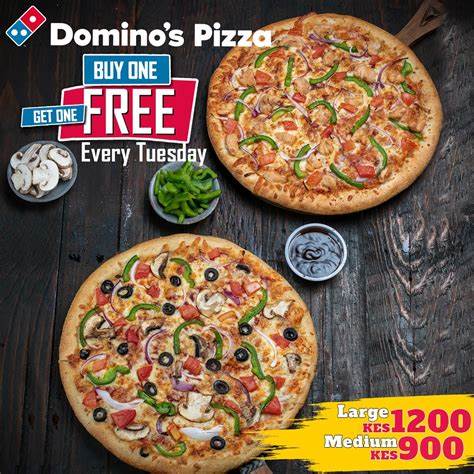 Domino's Pizza
BUY ONE
GET ONE FREE
Every Tuesday
Large KES 1200
Medium KES 900